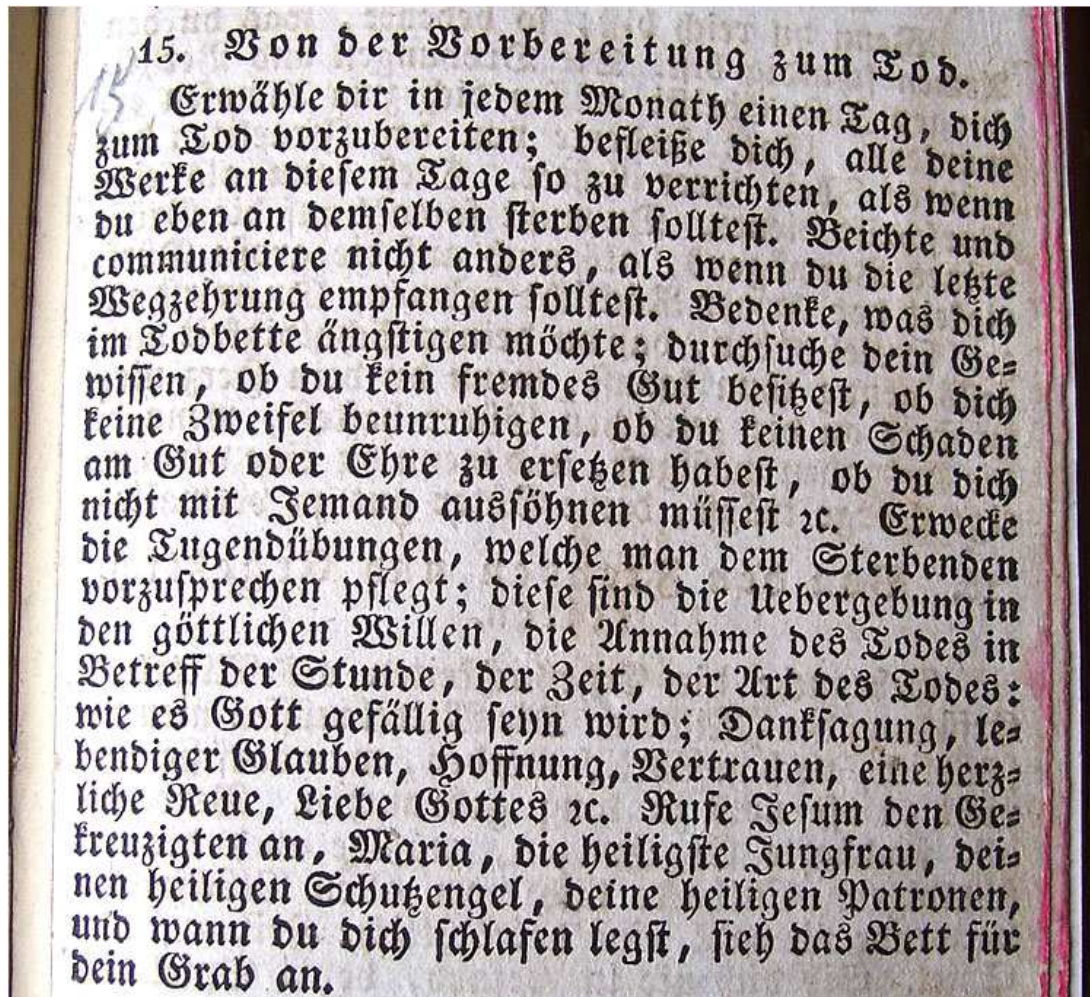 15. Von der Vorbereitung zum Tod.
15
Erwähle dir in jedem Monath einen Tag, dich
zum Tod vorzubereiten; befleiße dich, alle deine
Werke an diesem Tage so zu verrichten, als wenn
du eben an demselben sterben solltest. Beichte und
communiciere nicht anders, als wenn du die letzte
Wegzehrung empfangen solltest. Bedenke, was dich
im Todbette ängstigen möchte; durchsuche dein Ge-
wissen, ob du kein fremdes Gut besitzest, ob dich
keine Zweifel beunruhigen, ob du keinen Schaden
am Gut oder Ehre zu ersetzen habest, ob du dich
nicht mit Jemand aussöhnen müssest ꝛc. Erwecke
die Tugendübungen, welche man dem Sterbenden
vorzusprechen pflegt; diese sind die Uebergebung in
den göttlichen Willen, die Annahme des Todes in
Betreff der Stunde, der Zeit, der Art des Todes:
wie es Gott gefällig seyn wird; Danksagung, le-
bendiger Glauben, Hoffnung, Vertrauen, eine herz-
liche Reue, Liebe Gottes ꝛc. Rufe Jesum den Ge-
kreuzigten an, Maria, die heiligste Jungfrau, dei-
nen heiligen Schutzengel, deine heiligen Patronen,
und wann du dich schlafen legst, sieh das Bett für
dein Grab an.